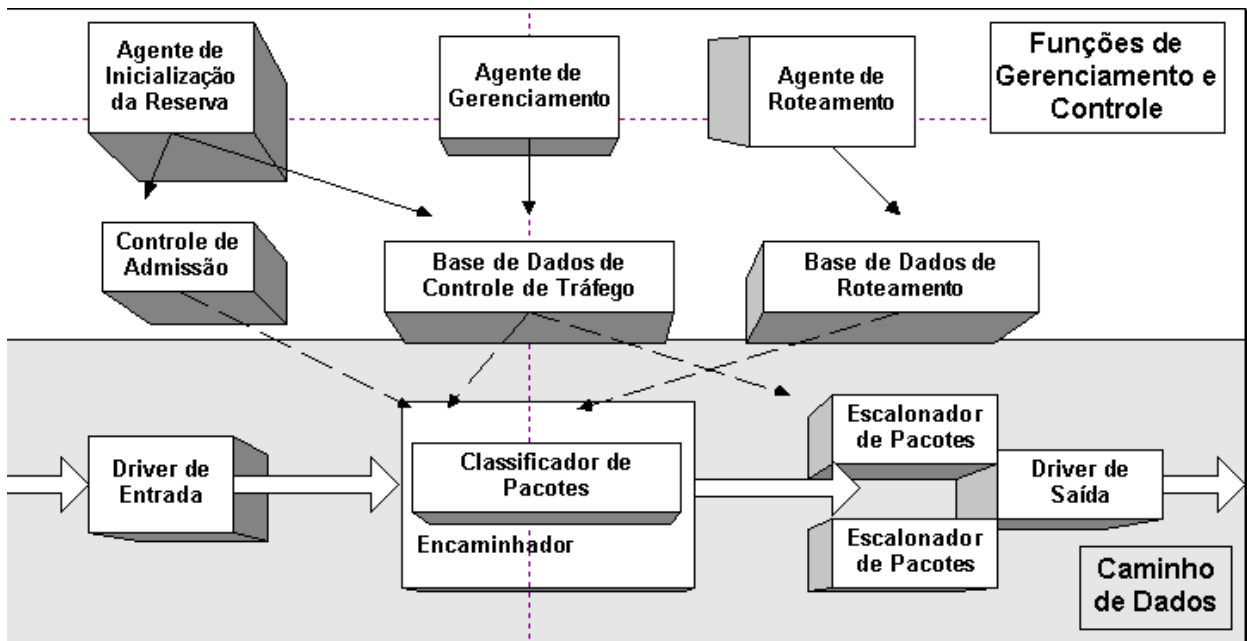 Agente de
Inicialização
da Reserva
Agente de
Gerenciamento
Agente de
Roteamento
Funções de
Gerenciamento e
Controle
Controle de
Admissão
Base de Dados de
Controle de Tráfego
Base de Dados de
Roteamento
Driver de
Entrada
Classificador de
Pacotes
Encaminhador
Escalonador
de Pacotes
Driver de
Saída
Escalonador
de Pacotes
Caminho
de Dados